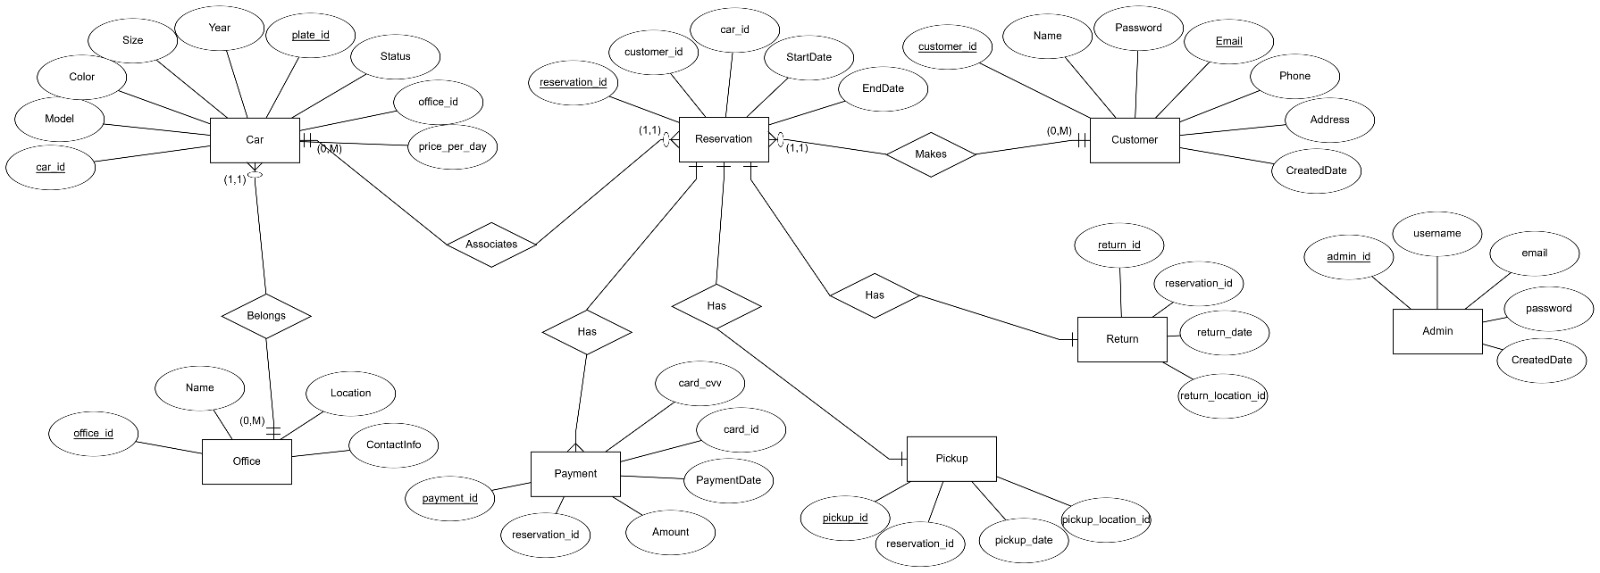 Year
plate_id
Size
Status
Color
office_id
Model
Car
price_per_day
(0,M)
car_id
(1,1)
car_id
customer_id
StartDate
reservation_id
EndDate
(1,1)
Reservation
(1,1)
Makes
Password
Name
Email
customer_id
Phone
Address
(0,M)
Customer
CreatedDate
Associates
Belongs
Has
Has
Has
return_id
reservation_id
return_date
Return
return_location_id
username
admin_id
email
password
Admin
CreatedDate
Name
Location
(0,M)
office_id
ContactInfo
Office
card_cvv
card_id
Payment
PaymentDate
payment_id
reservation_id
Amount
Pickup
pickup_id
pickup_location_id
reservation_id
pickup_date